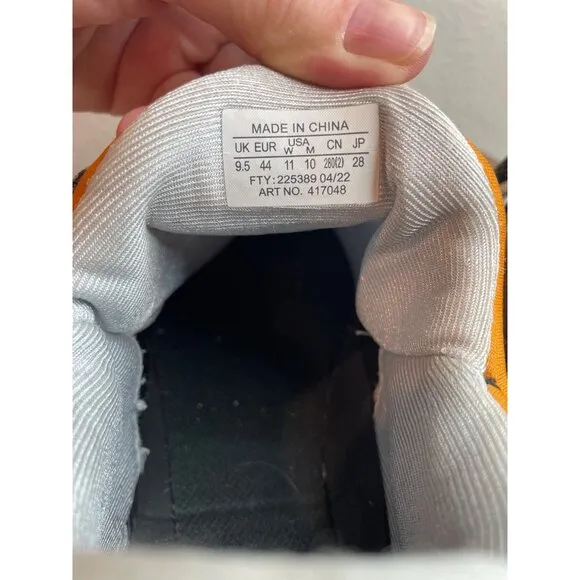 MADE IN CHINA
UK EUR USA W M CN JP
9.5 44 11 10 280(2) 28
FTY: 225389 04/22
ART NO. 417048